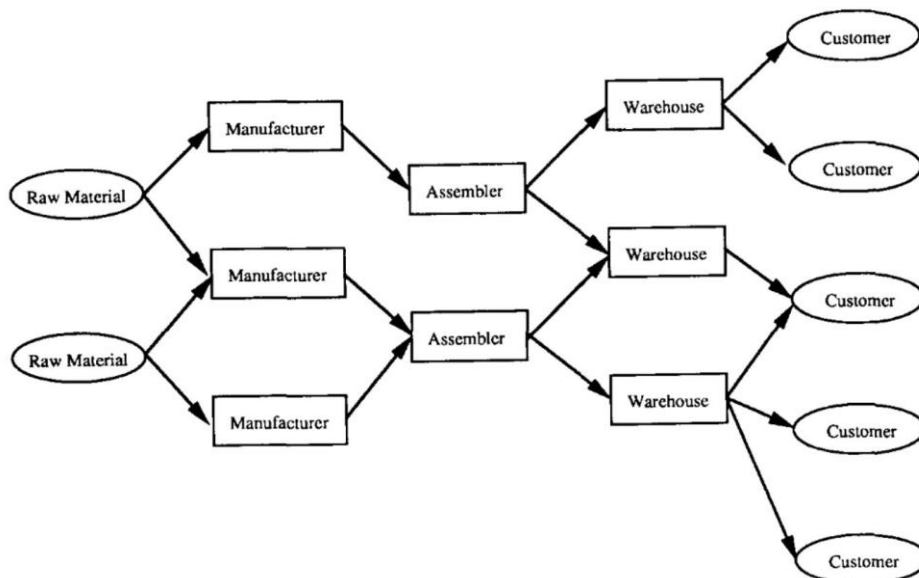 Customer
Warehouse
Manufacturer
Customer
Assembler
Raw Material
Warehouse
Manufacturer
Customer
Assembler
Raw Material
Warehouse
Manufacturer
Customer
Customer